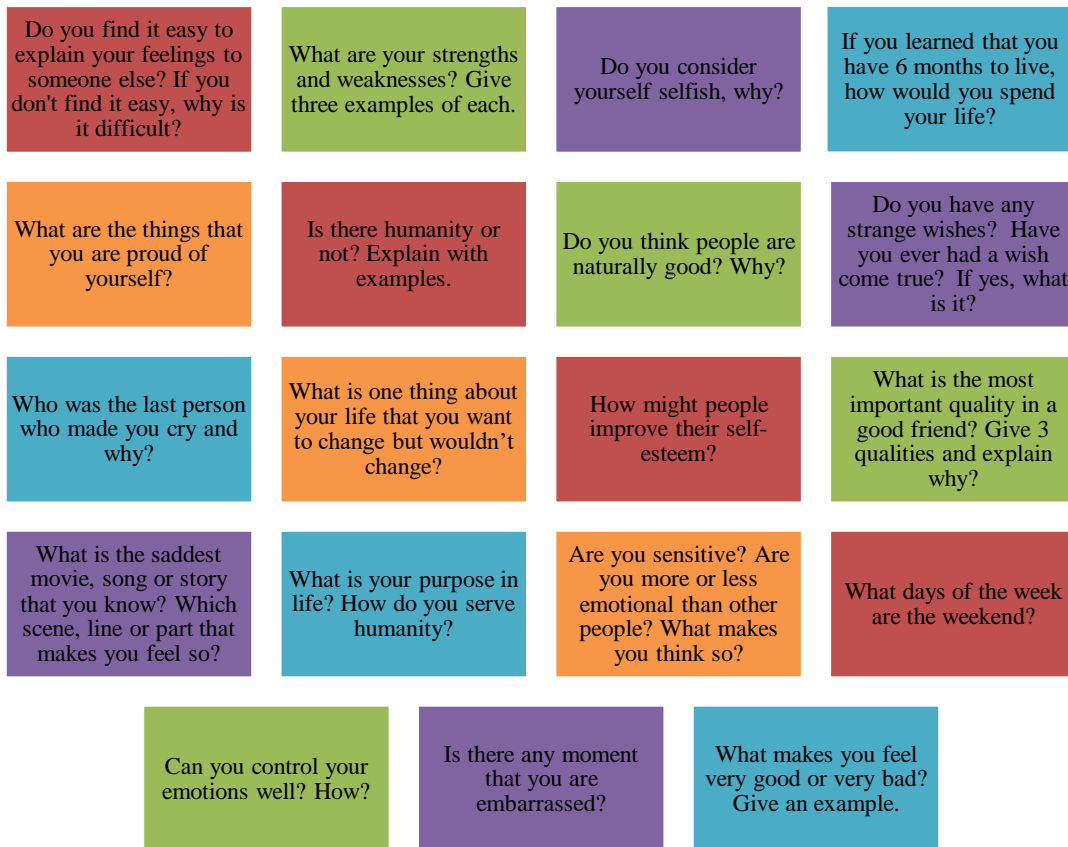 Do you find it easy to
explain your feelings to
someone else? If you
don't find it easy, why is
it difficult?
What are your strengths
and weaknesses? Give
three examples of each.
Do you consider
yourself selfish, why?
If you learned that you
have 6 months to live,
how would you spend
your life?
What are the things that
you are proud of
yourself?
Is there humanity or
not? Explain with
examples.
Do you think people are
naturally good? Why?
Do you have any
strange wishes?  Have
you ever had a wish
come true?  If yes, what
is it?
Who was the last person
who made you cry and
why?
What is one thing about
your life that you want
to change but wouldn’t
change?
How might people
improve their self-
esteem?
What is the most
important quality in a
good friend? Give 3
qualities and explain
why?
What is the saddest
movie, song or story
that you know? Which
scene, line or part that
makes you feel so?
What is your purpose in
life? How do you serve
humanity?
Are you sensitive? Are
you more or less
emotional than other
people? What makes
you think so?
What days of the week
are the weekend?
Can you control your
emotions well? How?
Is there any moment
that you are
embarrassed?
What makes you feel
very good or very bad?
Give an example.